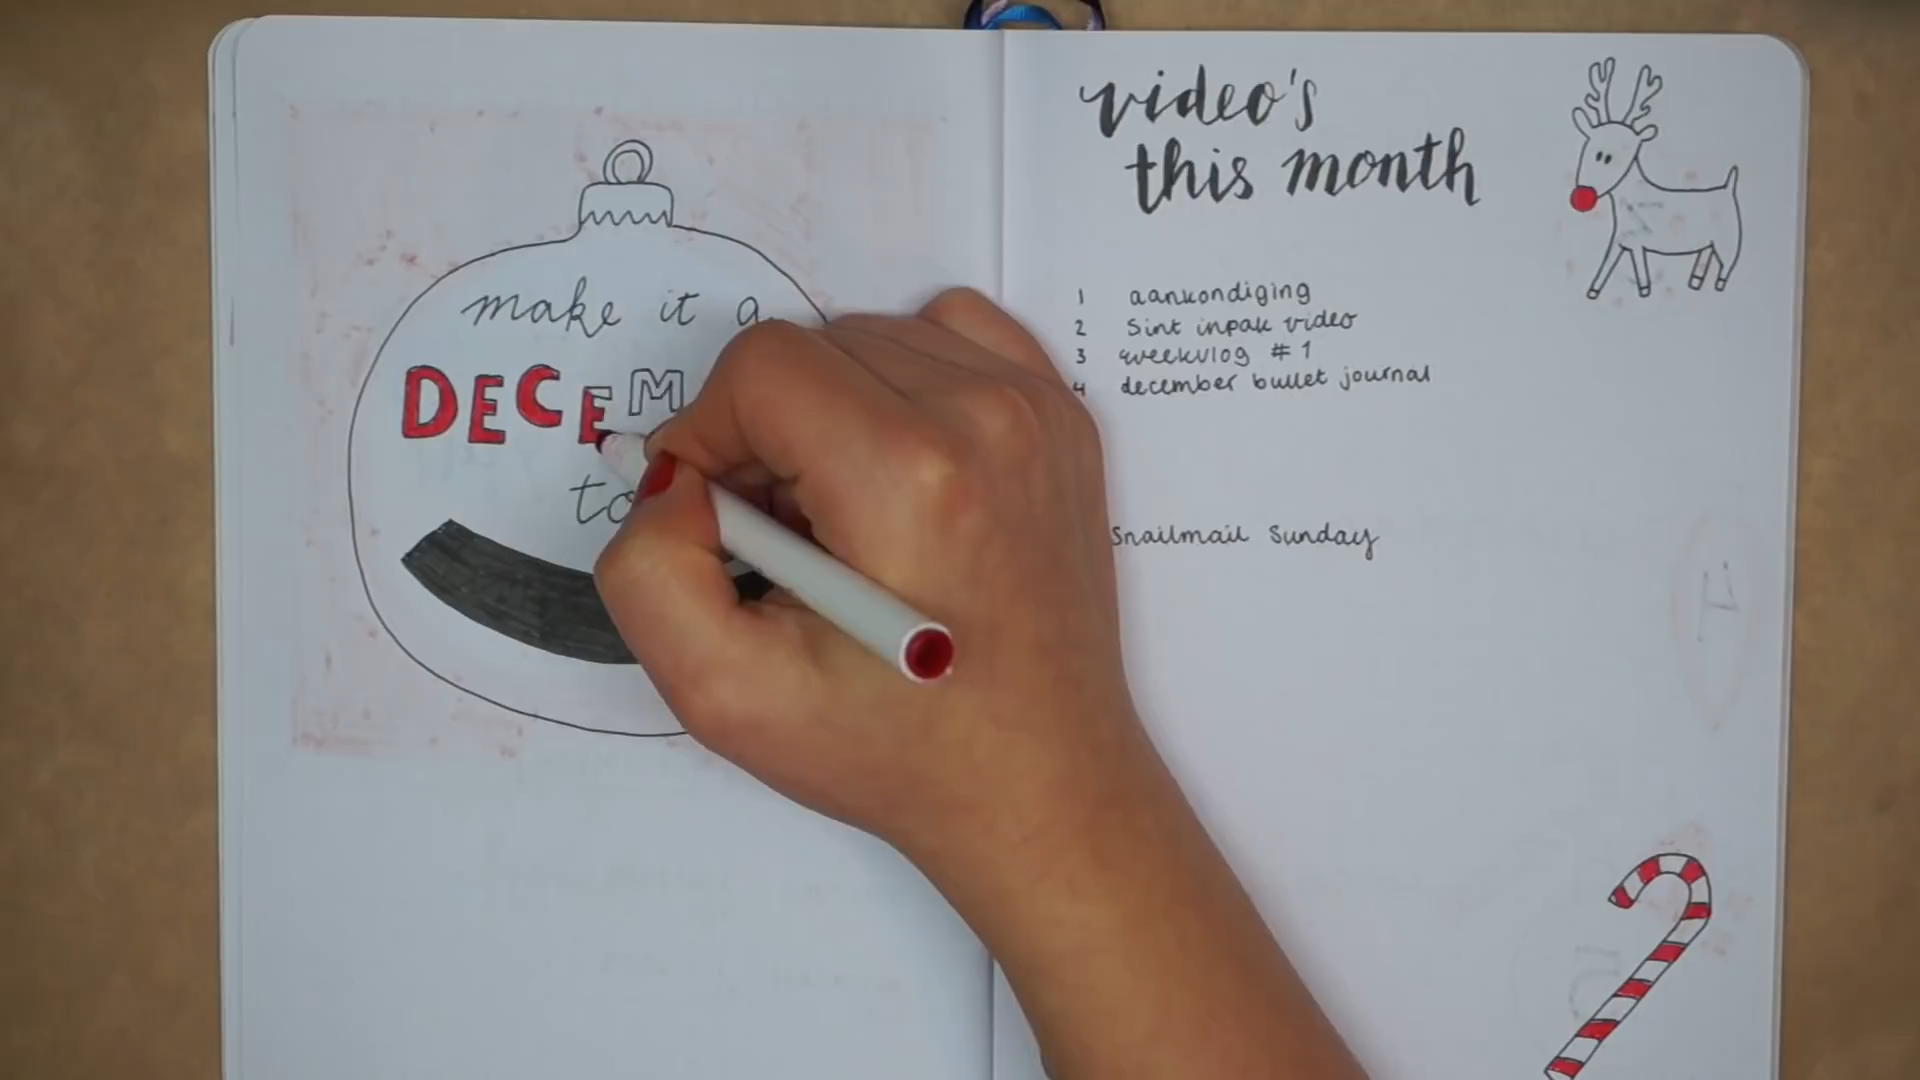 make it a
DECEM
to
video's
this month
1 aankondiging
2 Sint inpak video
3 weekvlog #1
4 december bullet journal
Snailmail Sunday